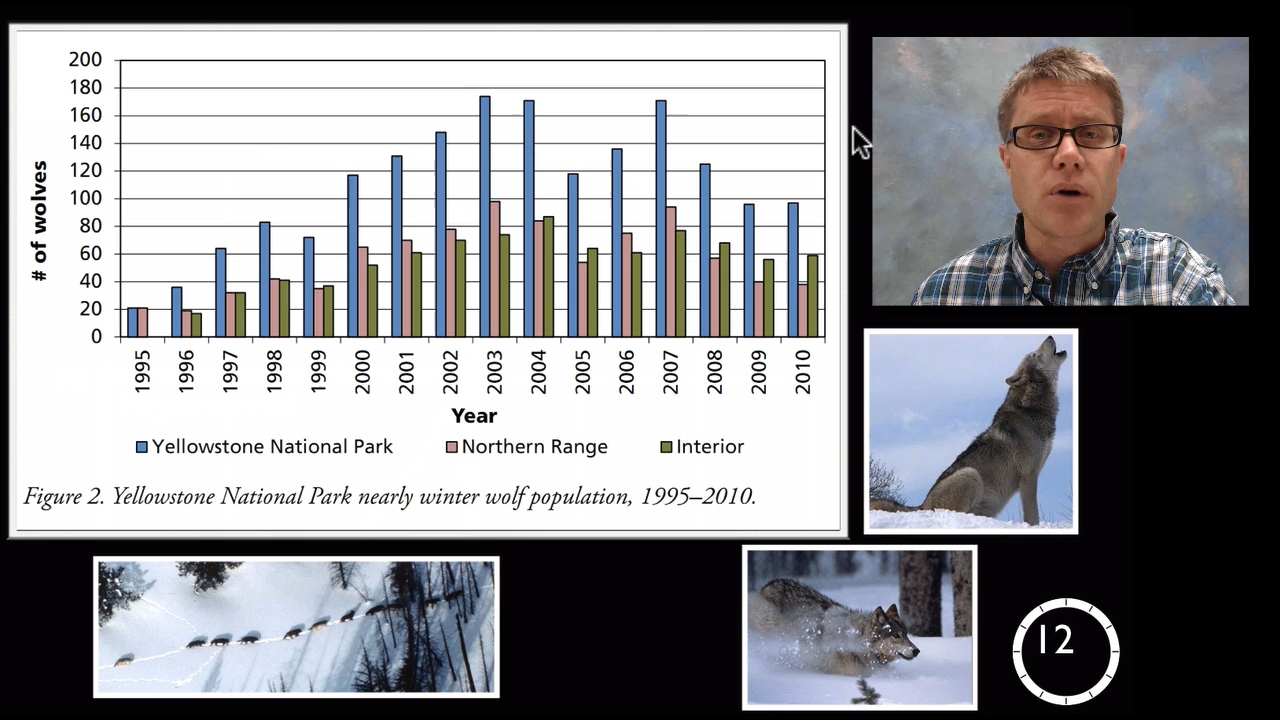 200
180
160
140
120
100
80
60
40
20
0
# of wolves
1995 1996 1997 1998 1999 2000 2001 2002 2003 2004 2005 2006 2007 2008 2009 2010
Year
Yellowstone National Park Northern Range Interior
Figure 2. Yellowstone National Park nearly winter wolf population, 1995–2010.
12